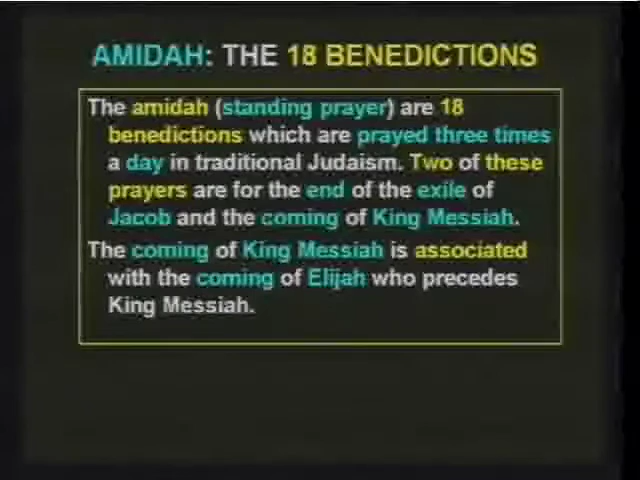 AMIDAH: THE 18 BENEDICTIONS
The amidah (standing prayer) are 18
benedictions which are prayed three times
a day in traditional Judaism. Two of these
prayers are for the end of the exile of
Jacob and the coming of King Messiah.
The coming of King Messiah is associated
with the coming of Elijah who precedes
King Messiah.